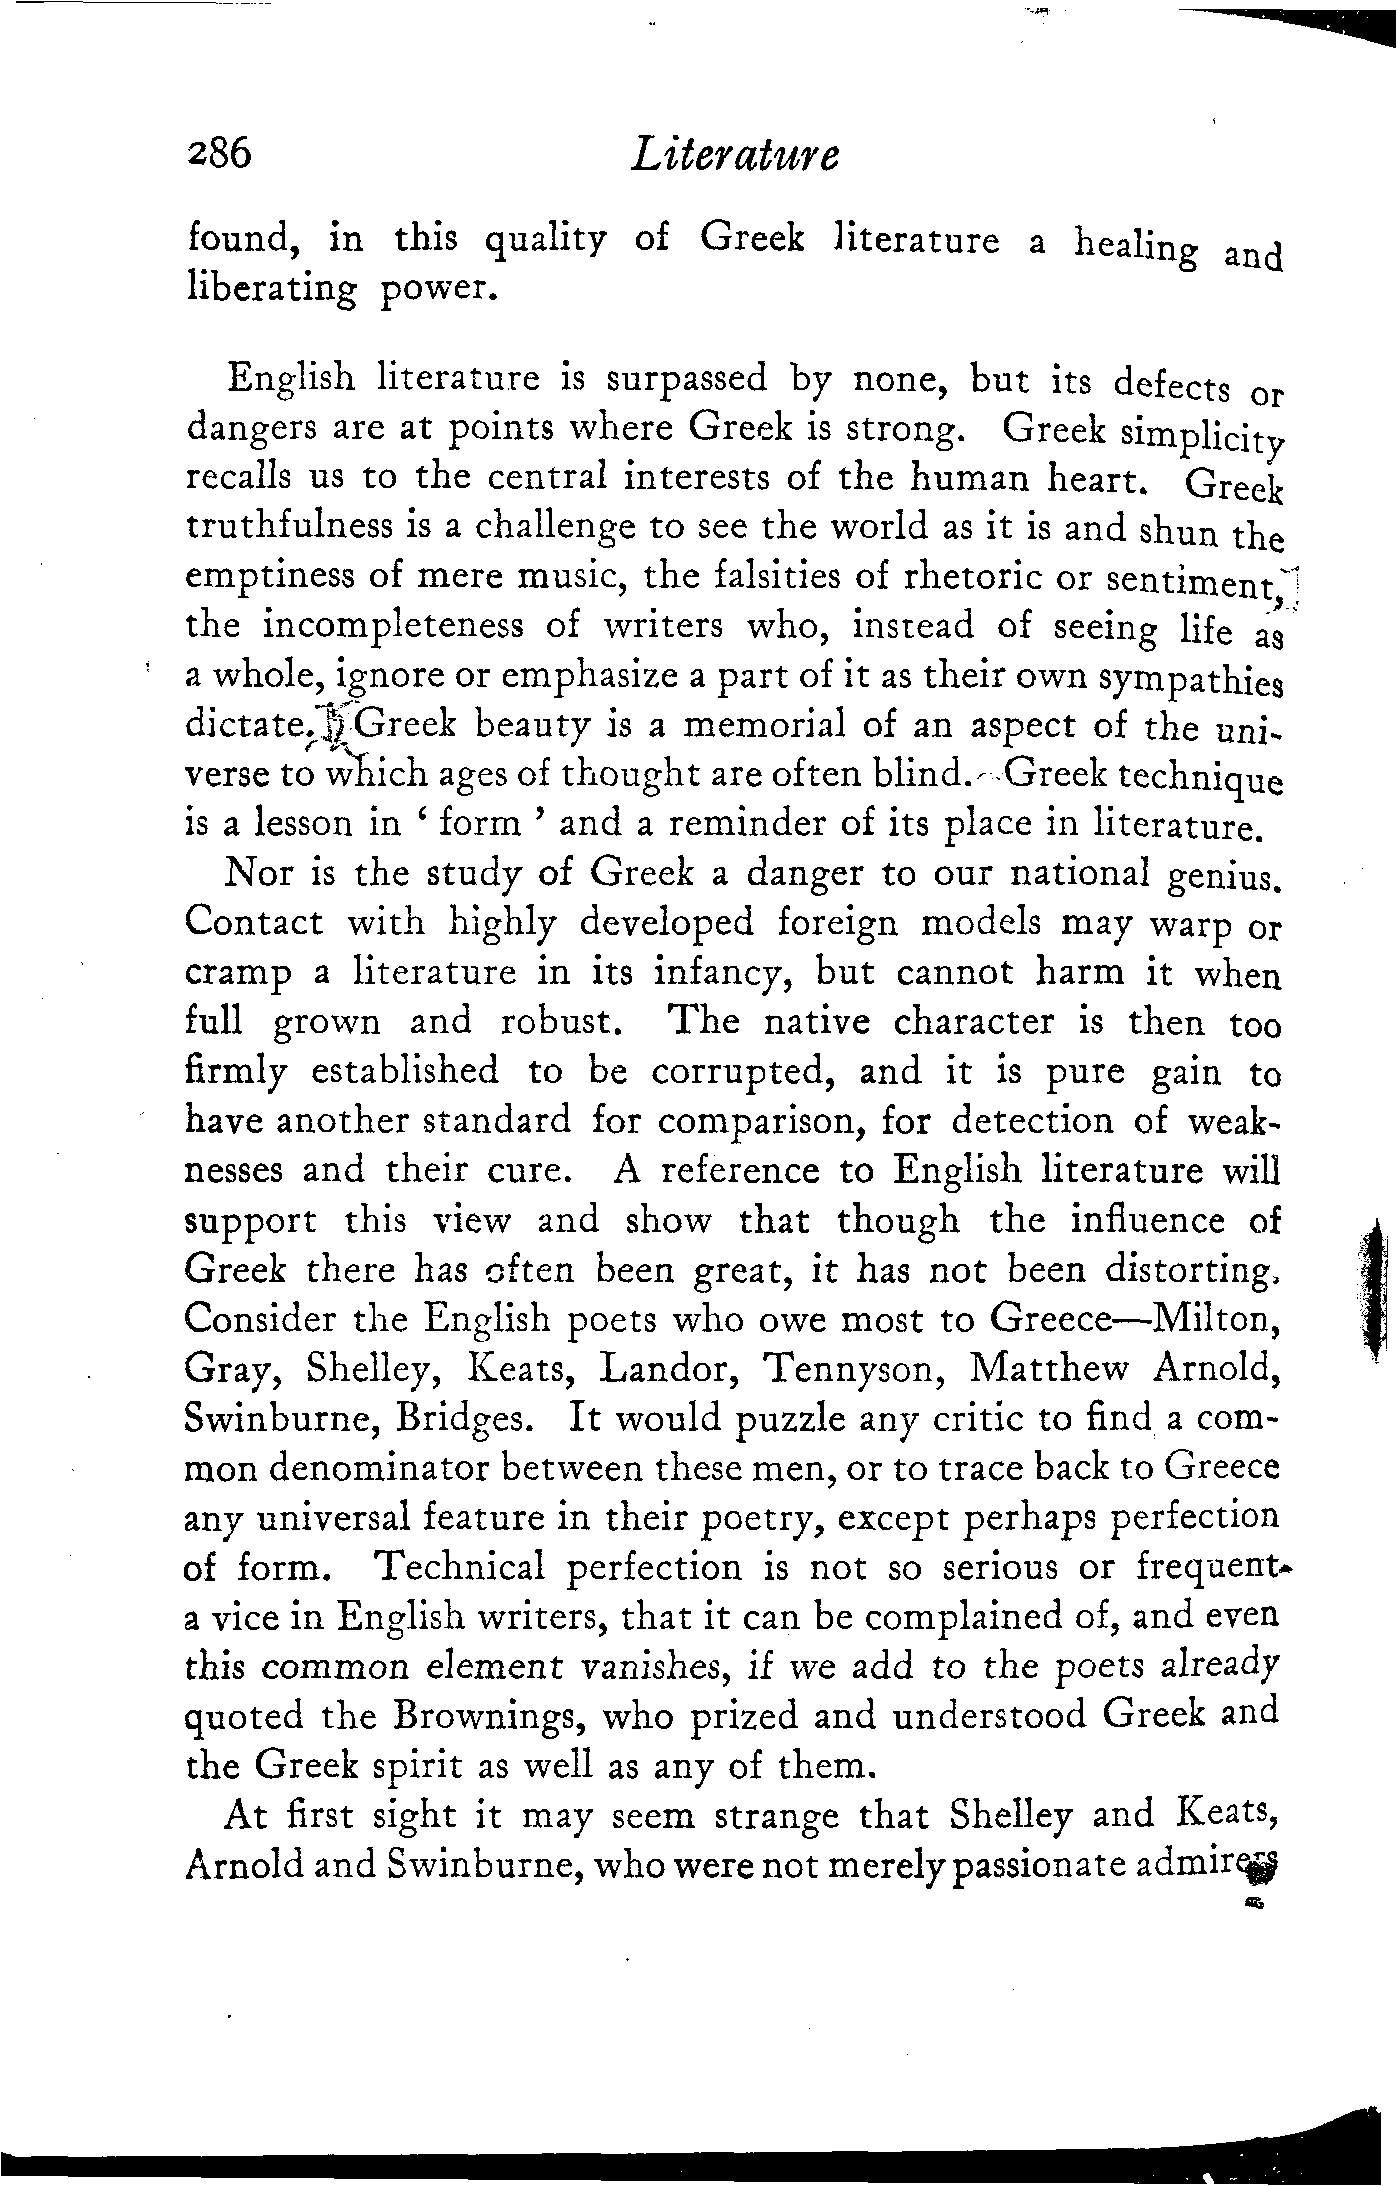 286 Literature
found, in this quality of Greek literature a healing and
liberating power.
English literature is surpassed by none, but its defects or
dangers are at points where Greek is strong. Greek simplicity
recalls us to the central interests of the human heart. Greek
truthfulness is a challenge to see the world as it is and shun the
emptiness of mere music, the falsities of rhetoric or sentiment,
the incompleteness of writers who, instead of seeing life as
a whole, ignore or emphasize a part of it as their own sympathies
dictate. Greek beauty is a memorial of an aspect of the uni-
verse to which ages of thought are often blind. Greek technique
is a lesson in ‘ form ’ and a reminder of its place in literature.
Nor is the study of Greek a danger to our national genius.
Contact with highly developed foreign models may warp or
cramp a literature in its infancy, but cannot harm it when
full grown and robust. The native character is then too
firmly established to be corrupted, and it is pure gain to
have another standard for comparison, for detection of weak-
nesses and their cure. A reference to English literature will
support this view and show that though the influence of
Greek there has often been great, it has not been distorting.
Consider the English poets who owe most to Greece—Milton,
Gray, Shelley, Keats, Landor, Tennyson, Matthew Arnold,
Swinburne, Bridges. It would puzzle any critic to find a com-
mon denominator between these men, or to trace back to Greece
any universal feature in their poetry, except perhaps perfection
of form. Technical perfection is not so serious or frequent
a vice in English writers, that it can be complained of, and even
this common element vanishes, if we add to the poets already
quoted the Brownings, who prized and understood Greek and
the Greek spirit as well as any of them.
At first sight it may seem strange that Shelley and Keats,
Arnold and Swinburne, who were not merely passionate admirers